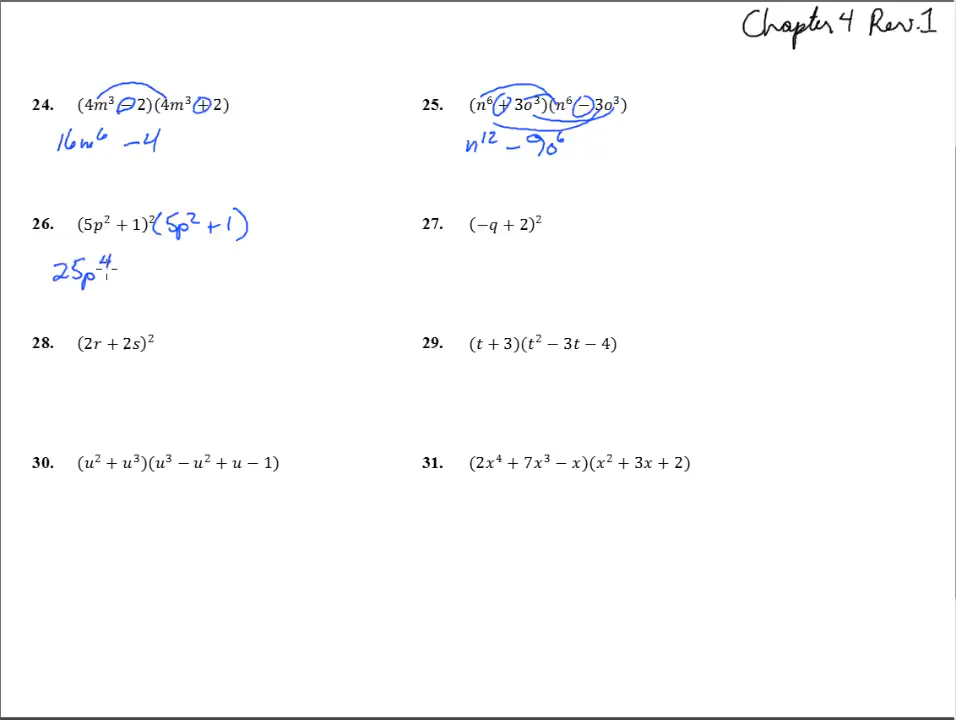 Chapter 4 Rev.1
24. (4m³ − 2)(4m³ + 2)
16m⁶ − 4
25. (n⁶ + 3o³)(n⁶ − 3o³)
n¹² − 9o⁶
26. (5p² + 1)²(5p² + 1)
25p⁴
27. (−q + 2)²
28. (2r + 2s)²
29. (t + 3)(t² − 3t − 4)
30. (u² + u³)(u³ − u² + u − 1)
31. (2x⁴ + 7x³ − x)(x² + 3x + 2)